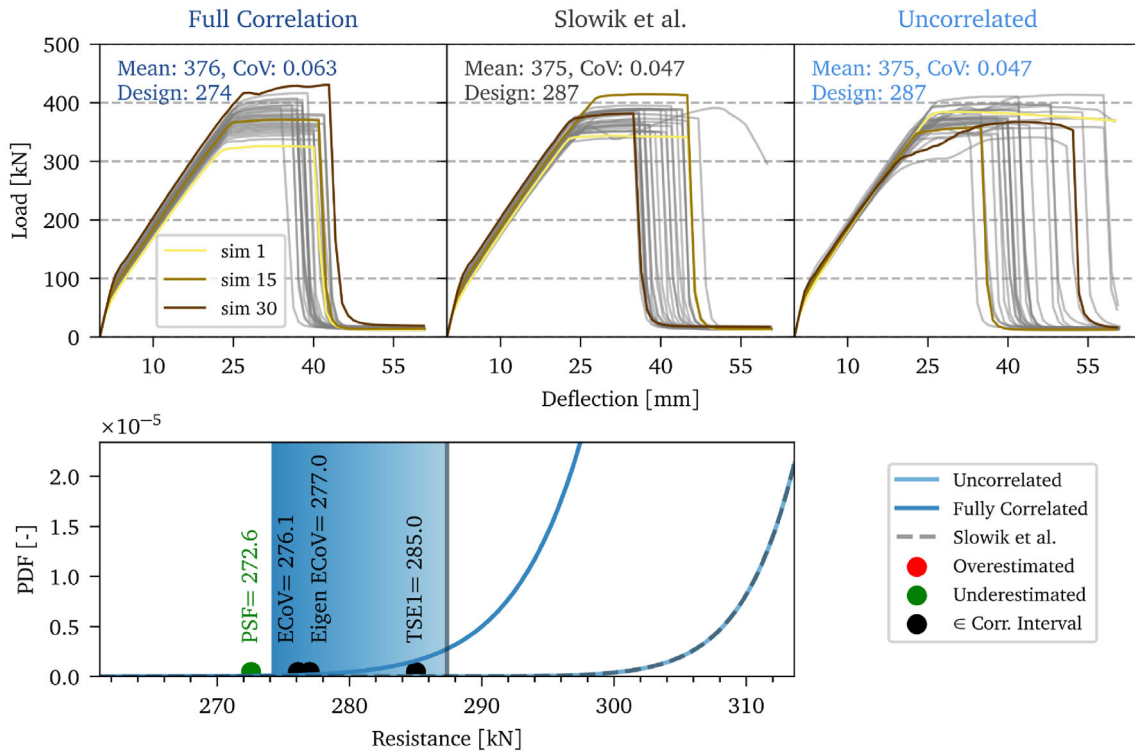 Full Correlation
Slowik et al.
Uncorrelated
500
400
300
200
100
0
Load [kN]
Mean: 376, CoV: 0.063
Design: 274
Mean: 375, CoV: 0.047
Design: 287
Mean: 375, CoV: 0.047
Design: 287
sim 1
sim 15
sim 30
10 25 40 55
10 25 40 55
10 25 40 55
Deflection [mm]
×10⁻⁵
2.0
1.5
1.0
0.5
0.0
PDF [-]
PSF= 272.6
ECoV= 276.1
Eigen ECoV= 277.0
TSE1= 285.0
270 280 290 300 310
Resistance [kN]
Uncorrelated
Fully Correlated
Slowik et al.
Overestimated
Underestimated
∈ Corr. Interval